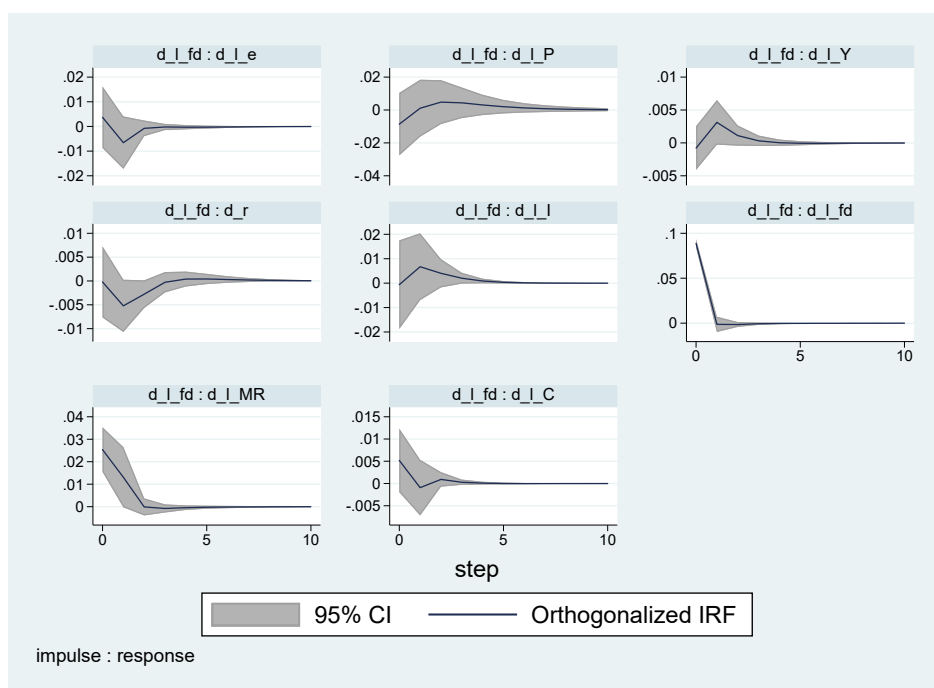 d_l_fd : d_l_e
.02
.01
0
-.01
-.02
d_l_fd : d_l_P
.02
0
-.02
-.04
d_l_fd : d_l_Y
.01
.005
0
-.005
d_l_fd : d_r
.01
.005
0
-.005
-.01
d_l_fd : d_l_I
.02
.01
0
-.01
-.02
d_l_fd : d_l_fd
.1
.05
0
0 5 10
d_l_fd : d_l_MR
.04
.03
.02
.01
0
0 5 10
d_l_fd : d_l_C
.015
.01
.005
0
-.005
0 5 10
step
95% CI Orthogonalized IRF
impulse : response